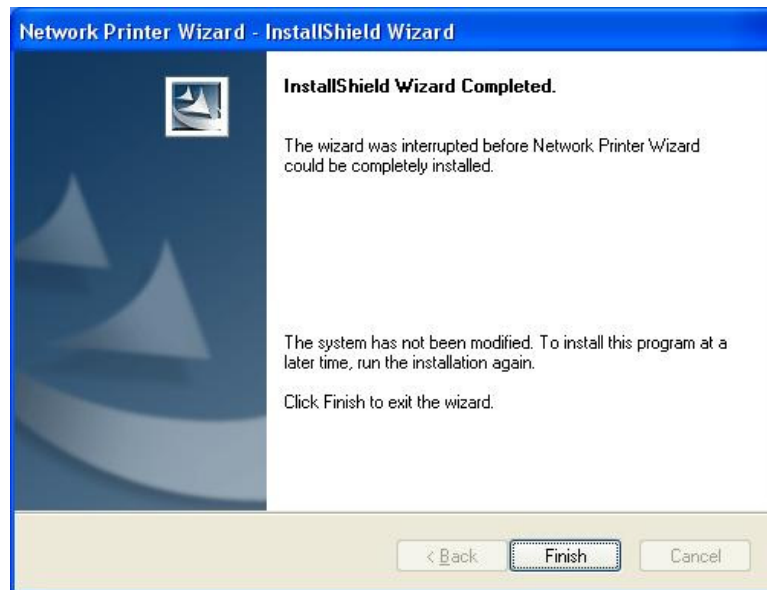 Network Printer Wizard - InstallShield Wizard
InstallShield Wizard Completed.
The wizard was interrupted before Network Printer Wizard
could be completely installed.
The system has not been modified. To install this program at a
later time, run the installation again.
Click Finish to exit the wizard.
< Back Finish Cancel